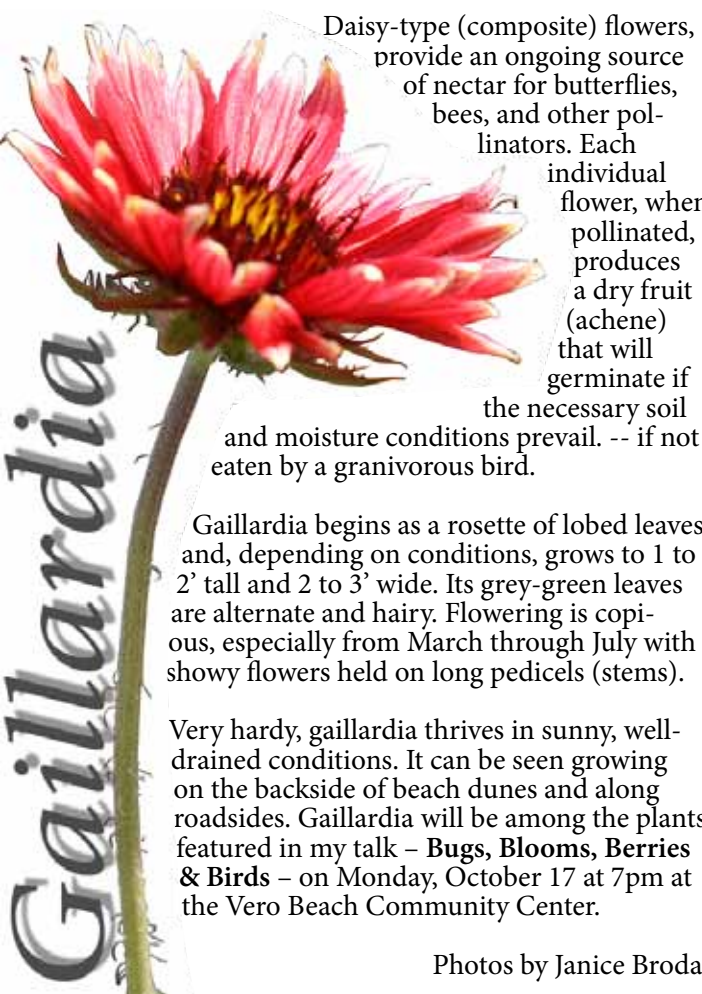 Gaillardia
Daisy-type (composite) flowers,
provide an ongoing source
of nectar for butterflies,
bees, and other pol-
linators. Each
individual
flower, when
pollinated,
produces
a dry fruit
(achene)
that will
germinate if
the necessary soil
and moisture conditions prevail. -- if not
eaten by a granivorous bird.
Gaillardia begins as a rosette of lobed leaves
and, depending on conditions, grows to 1 to
2’ tall and 2 to 3’ wide. Its grey-green leaves
are alternate and hairy. Flowering is copi-
ous, especially from March through July with
showy flowers held on long pedicels (stems).
Very hardy, gaillardia thrives in sunny, well-
drained conditions. It can be seen growing
on the backside of beach dunes and along
roadsides. Gaillardia will be among the plants
featured in my talk – Bugs, Blooms, Berries
& Birds – on Monday, October 17 at 7pm at
the Vero Beach Community Center.
Photos by Janice Broda